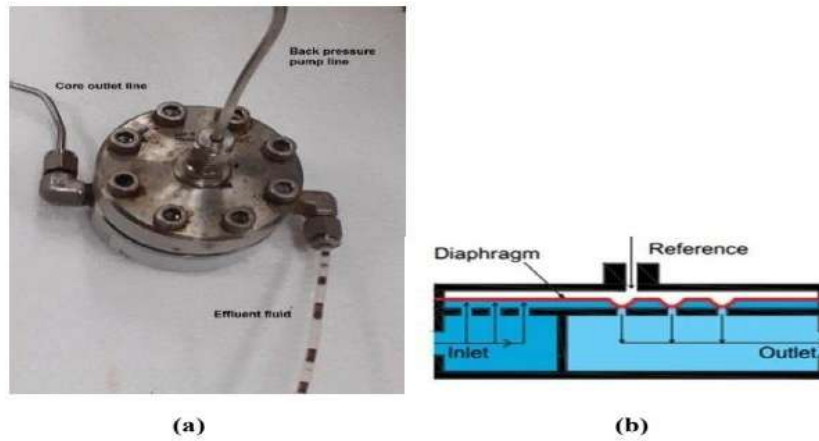 Back pressure
pump line
Core outlet line
Effluent fluid
Reference
Diaphragm
Inlet
Outlet
(a)
(b)